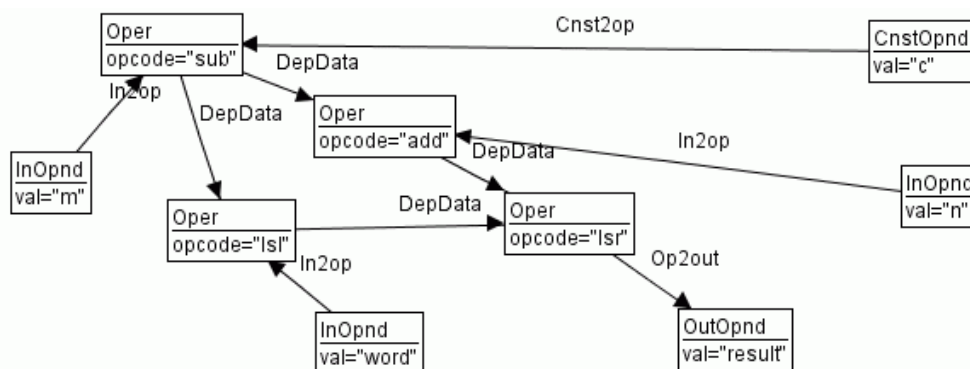 Cnst2op
Oper
opcode="sub"
CnstOpnd
val="c"
DepData
In2op
DepData
Oper
opcode="add"
In2op
DepData
InOpnd
val="m"
InOpnd
val="n"
DepData
Oper
opcode="lsl"
Oper
opcode="lsr"
In2op
Op2out
InOpnd
val="word"
OutOpnd
val="result"